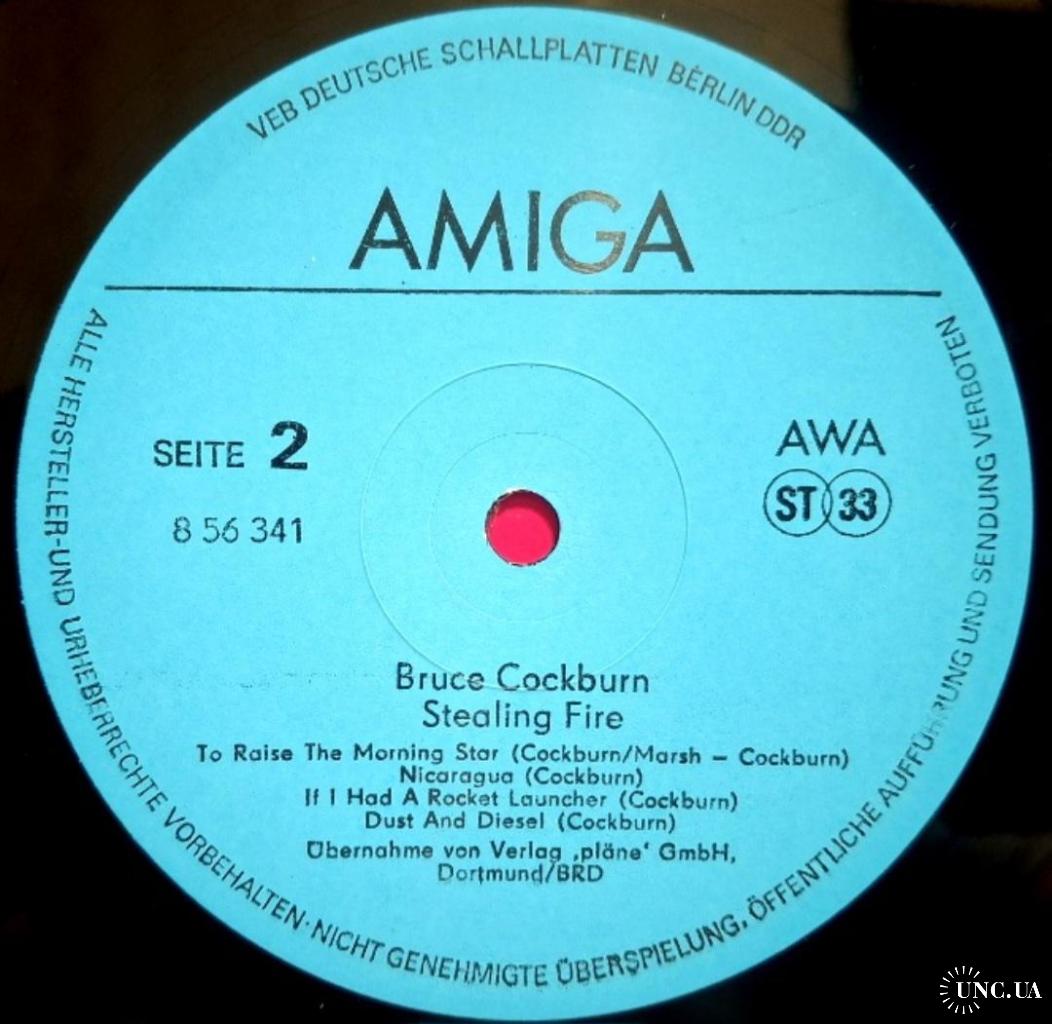 VEB DEUTSCHE SCHALLPLATTEN BERLIN DDR
AMIGA
SEITE 2
8 56 341
AWA
ST 33
Bruce Cockburn
Stealing Fire
To Raise The Morning Star (Cockburn/Marsh – Cockburn)
Nicaragua (Cockburn)
If I Had A Rocket Launcher (Cockburn)
Dust And Diesel (Cockburn)
Übernahme von Verlag ‚pläne‘ GmbH,
Dortmund/BRD
ALLE HERSTELLER-UND URHEBERRECHTE VORBEHALTEN·NICHT GENEHMIGTE ÜBERSPIELUNG, ÖFFENTLICHE AUFFÜHRUNG UND SENDUNG VERBOTEN
UNC.UA